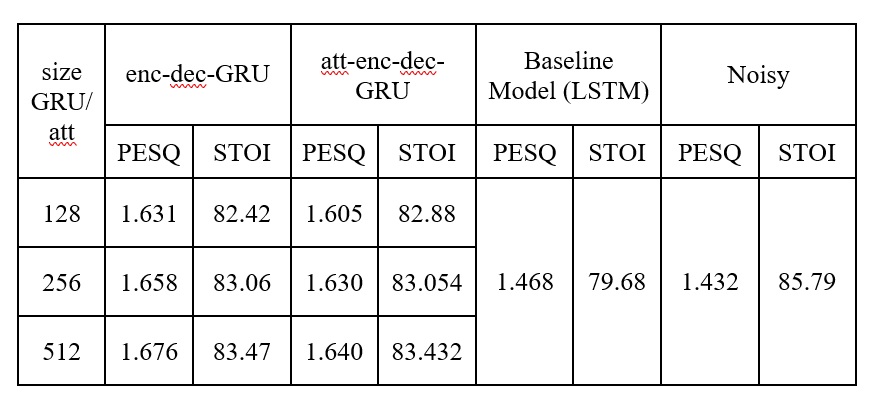 size GRU/ att enc-dec-GRU att-enc-dec-GRU Baseline Model (LSTM) Noisy
PESQ STOI PESQ STOI PESQ STOI PESQ STOI
128 1.631 82.42 1.605 82.88
256 1.658 83.06 1.630 83.054 1.468 79.68 1.432 85.79
512 1.676 83.47 1.640 83.432